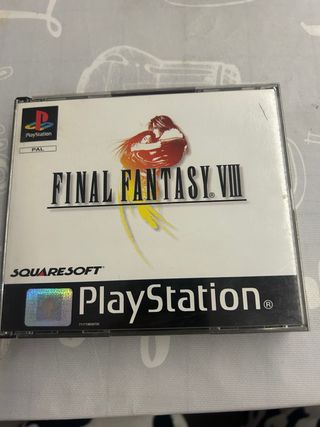 PlayStation
PAL
FINAL FANTASY® VIII
SQUARESOFT
PlayStation®